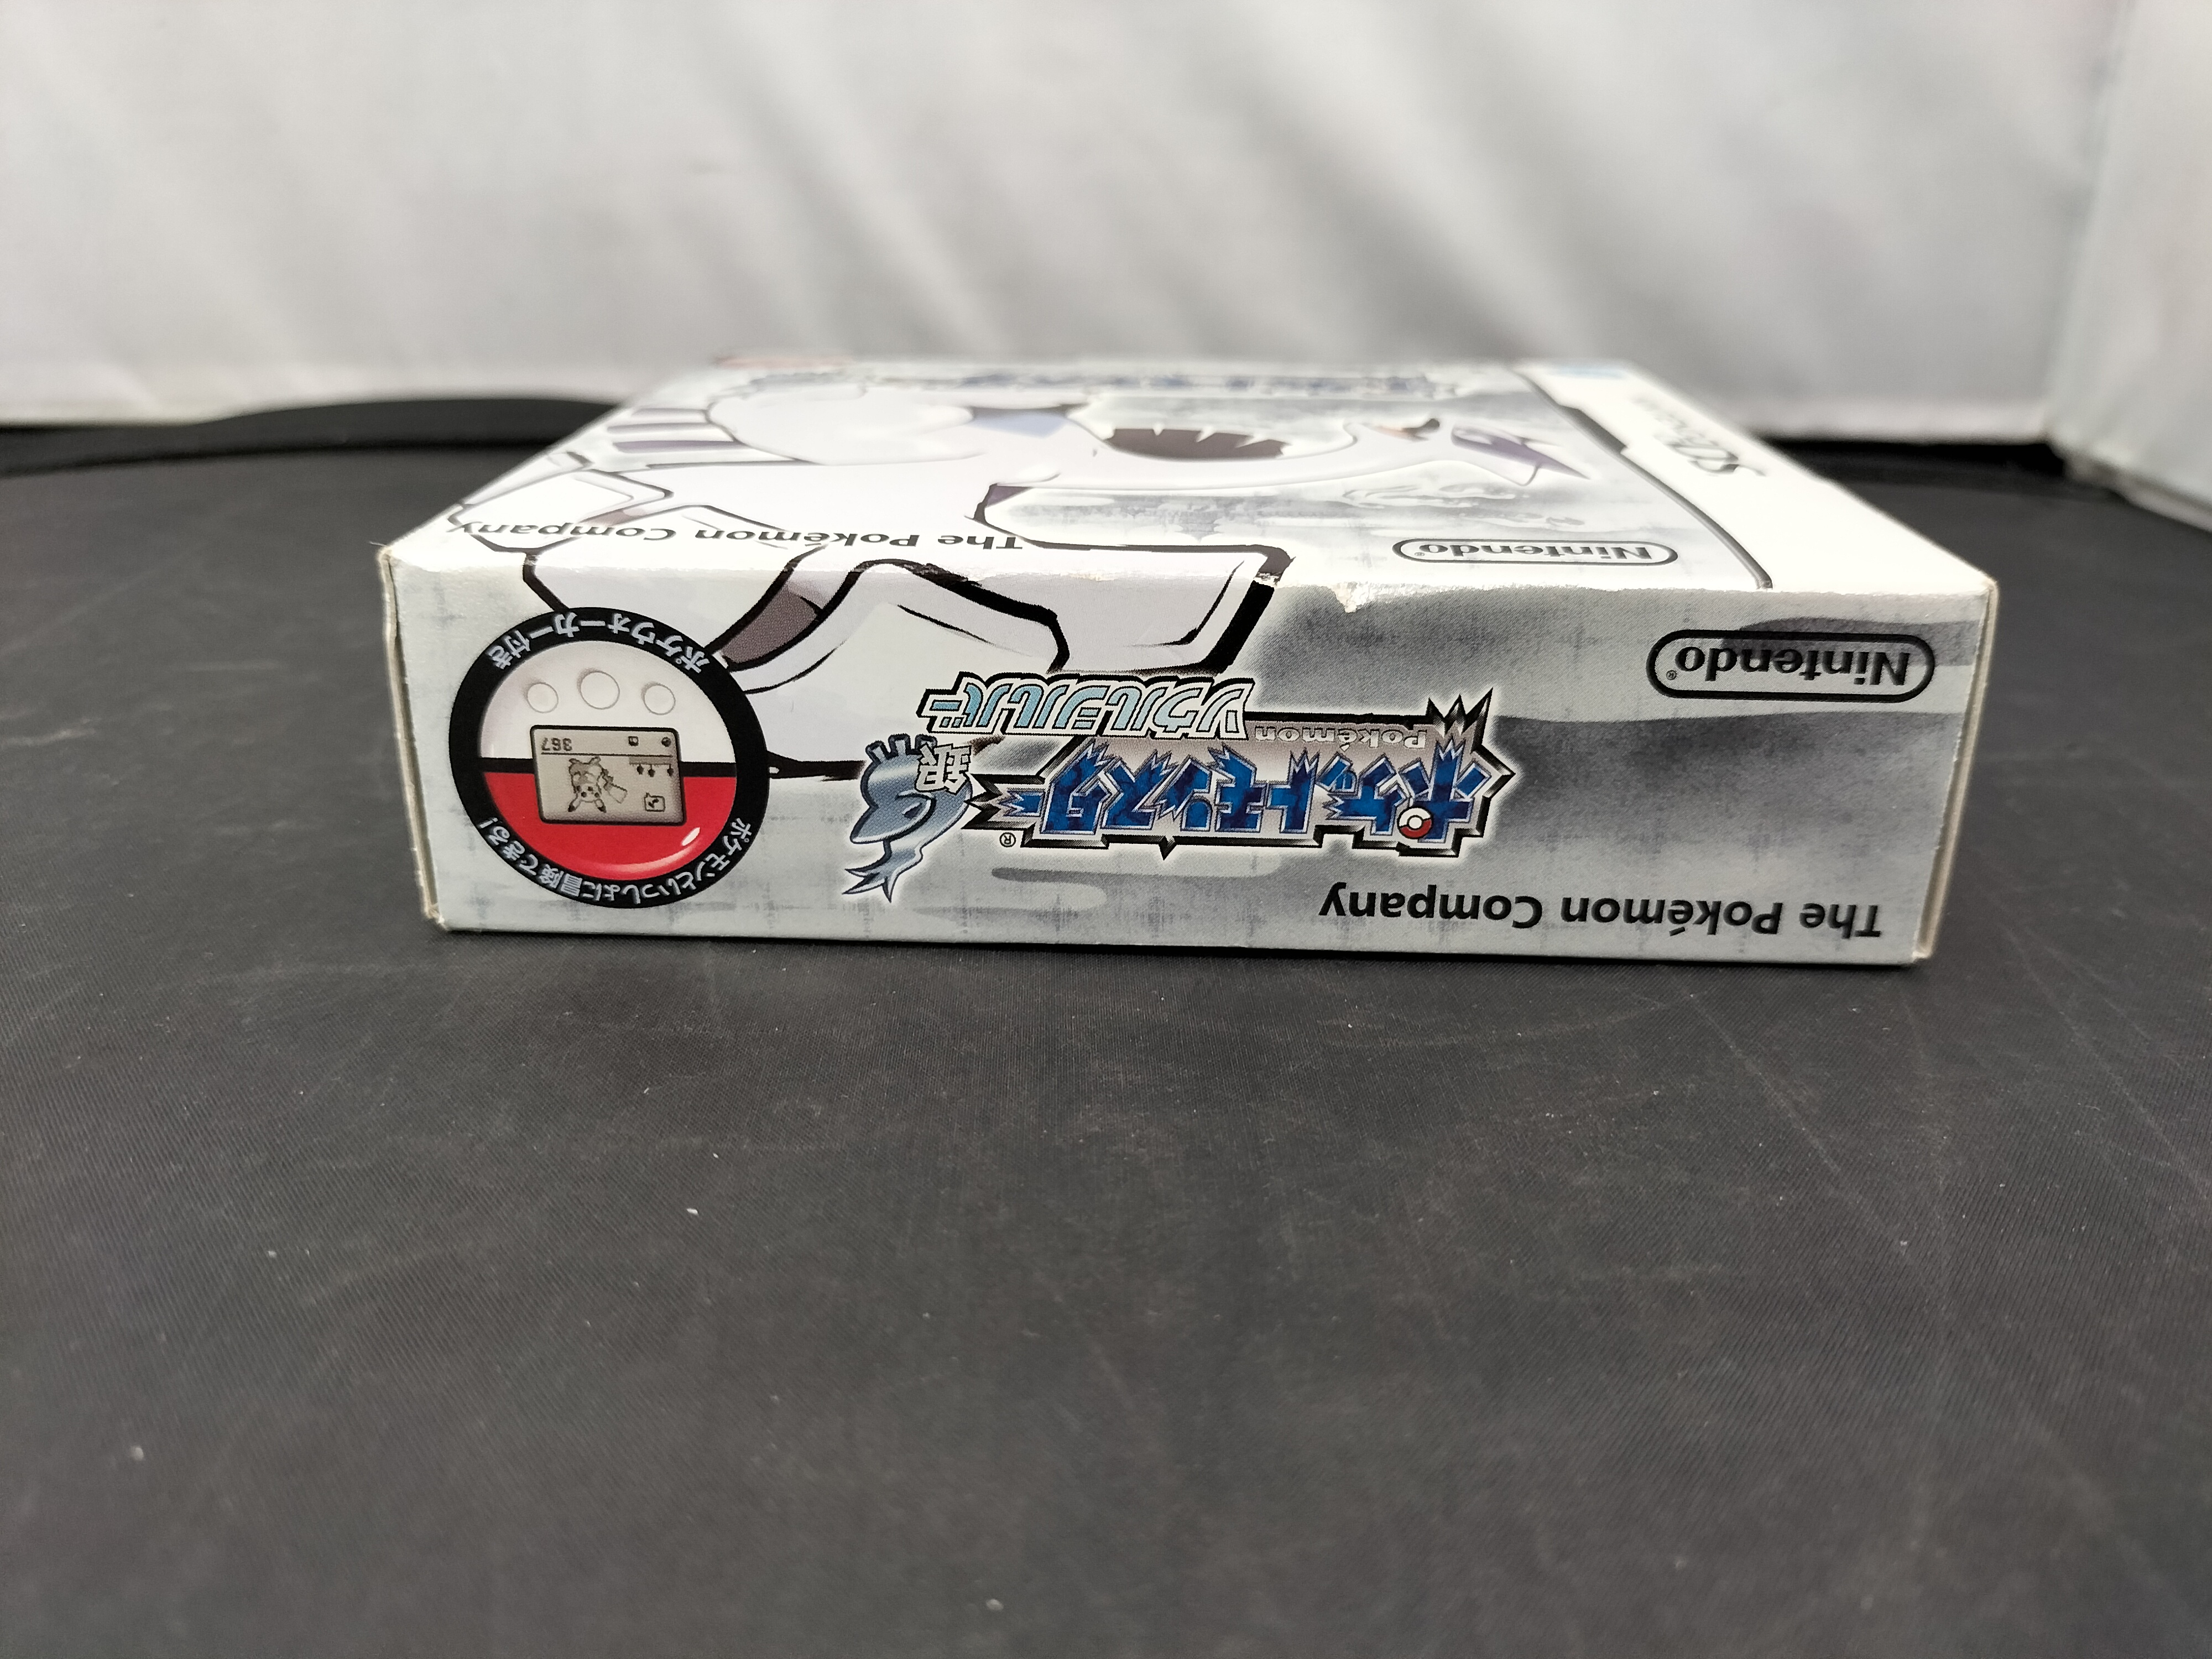 The Pokémon Company
ポケットモンスター
Pokémon
銀
ソウルシルバー
®
Nintendo®
ポケモンといっしょに冒険できる!
367
ポケウォーカー付き
Nintendo®
The Pokémon Company